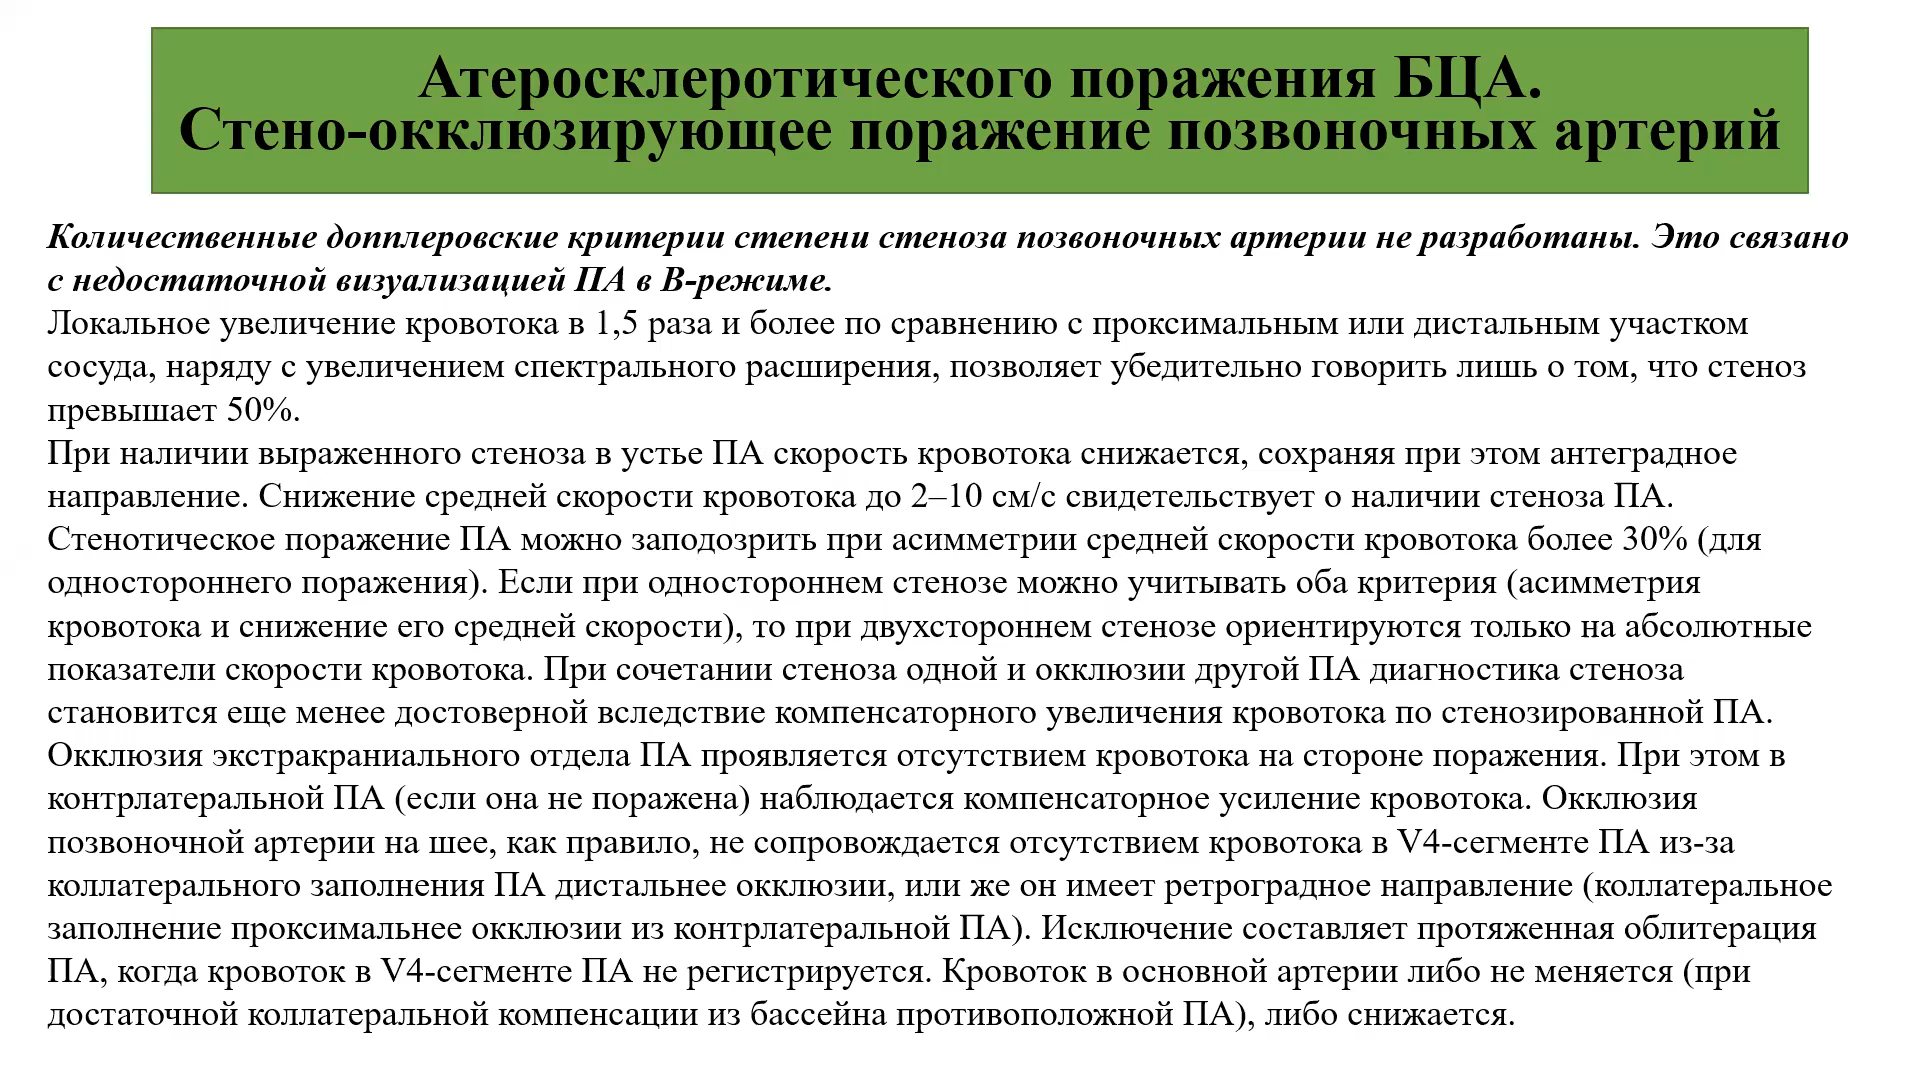 Атеросклеротического поражения БЦА.
Стено-окклюзирующее поражение позвоночных артерий
Количественные допплеровские критерии степени стеноза позвоночных артерии не разработаны. Это связано
с недостаточной визуализацией ПА в В-режиме.
Локальное увеличение кровотока в 1,5 раза и более по сравнению с проксимальным или дистальным участком
сосуда, наряду с увеличением спектрального расширения, позволяет убедительно говорить лишь о том, что стеноз
превышает 50%.
При наличии выраженного стеноза в устье ПА скорость кровотока снижается, сохраняя при этом антеградное
направление. Снижение средней скорости кровотока до 2–10 см/с свидетельствует о наличии стеноза ПА.
Стенотическое поражение ПА можно заподозрить при асимметрии средней скорости кровотока более 30% (для
одностороннего поражения). Если при одностороннем стенозе можно учитывать оба критерия (асимметрия
кровотока и снижение его средней скорости), то при двухстороннем стенозе ориентируются только на абсолютные
показатели скорости кровотока. При сочетании стеноза одной и окклюзии другой ПА диагностика стеноза
становится еще менее достоверной вследствие компенсаторного увеличения кровотока по стенозированной ПА.
Окклюзия экстракраниального отдела ПА проявляется отсутствием кровотока на стороне поражения. При этом в
контрлатеральной ПА (если она не поражена) наблюдается компенсаторное усиление кровотока. Окклюзия
позвоночной артерии на шее, как правило, не сопровождается отсутствием кровотока в V4-сегменте ПА из-за
коллатерального заполнения ПА дистальнее окклюзии, или же он имеет ретроградное направление (коллатеральное
заполнение проксимальнее окклюзии из контрлатеральной ПА). Исключение составляет протяженная облитерация
ПА, когда кровоток в V4-сегменте ПА не регистрируется. Кровоток в основной артерии либо не меняется (при
достаточной коллатеральной компенсации из бассейна противоположной ПА), либо снижается.